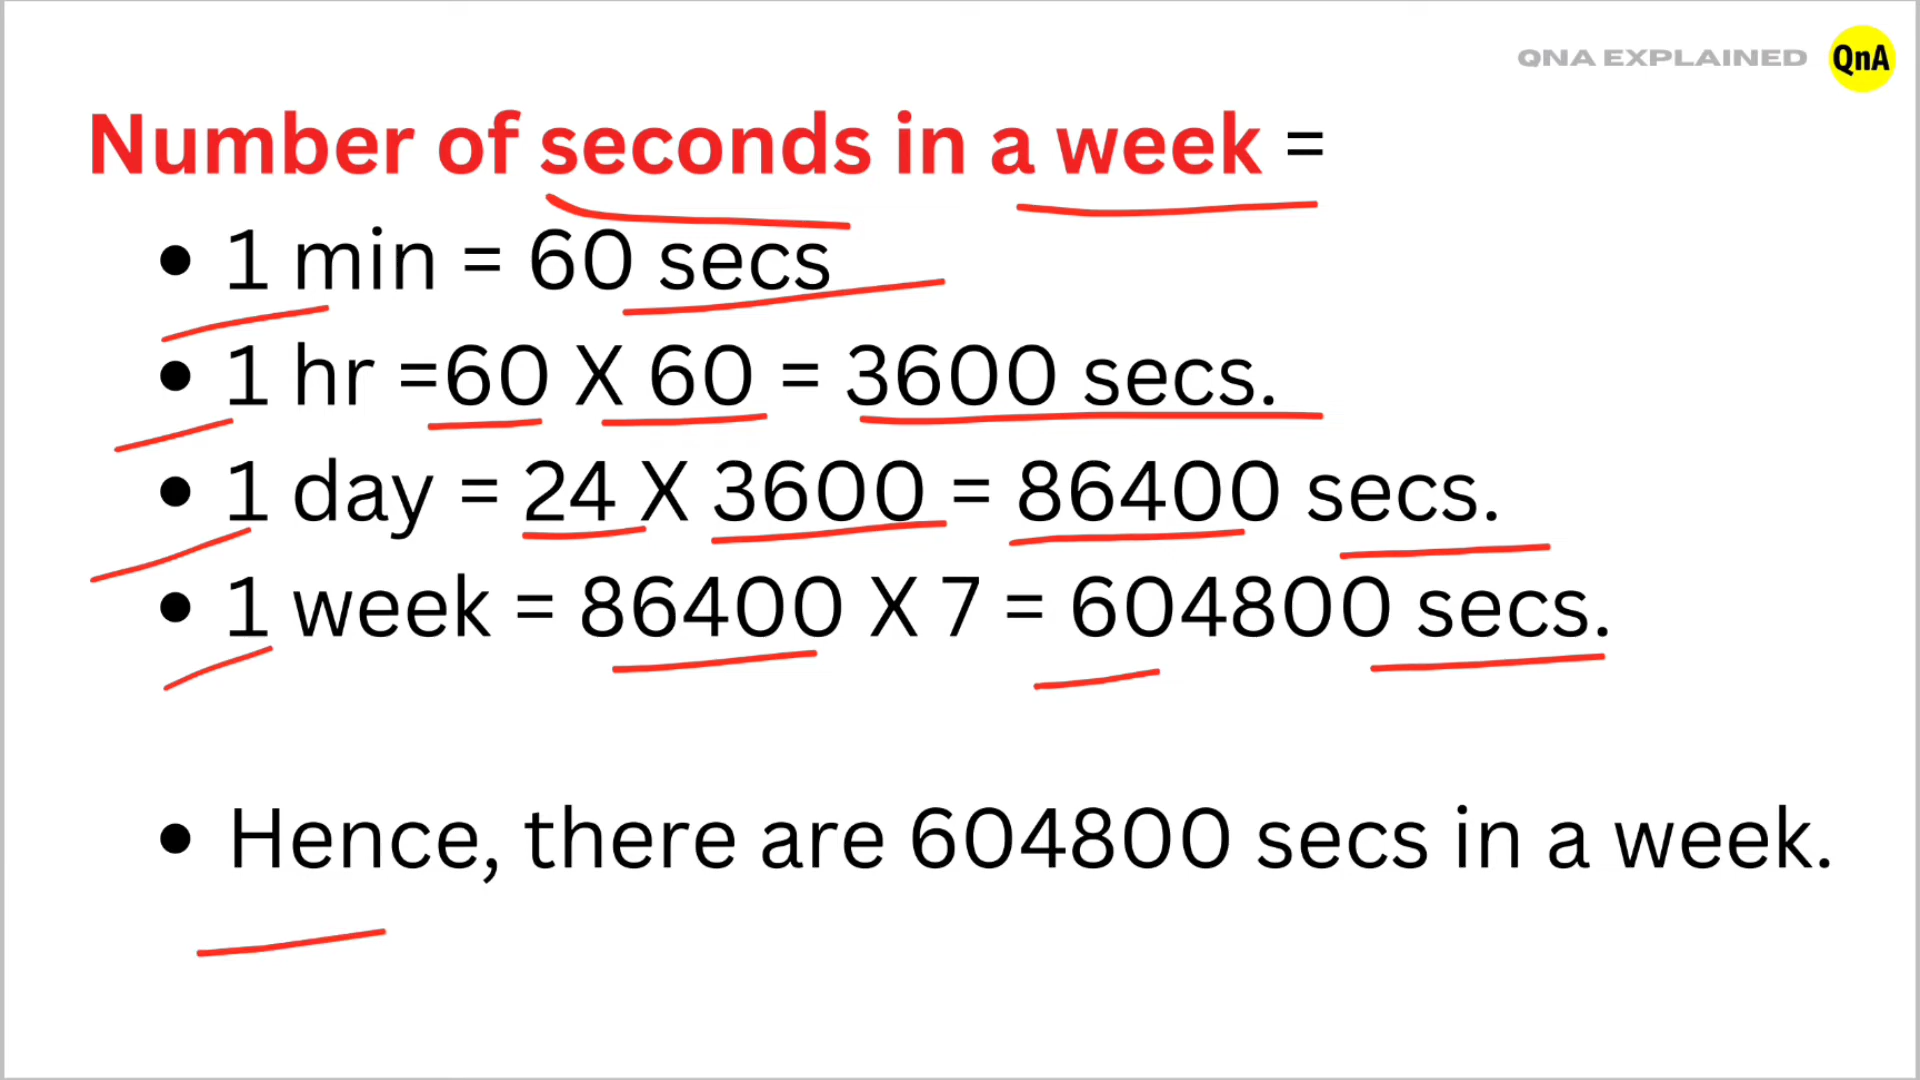 QNA EXPLAINED QnA
Number of seconds in a week =
• 1 min = 60 secs
• 1 hr =60 X 60 = 3600 secs.
• 1 day = 24 X 3600 = 86400 secs.
• 1 week = 86400 X 7 = 604800 secs.
• Hence, there are 604800 secs in a week.